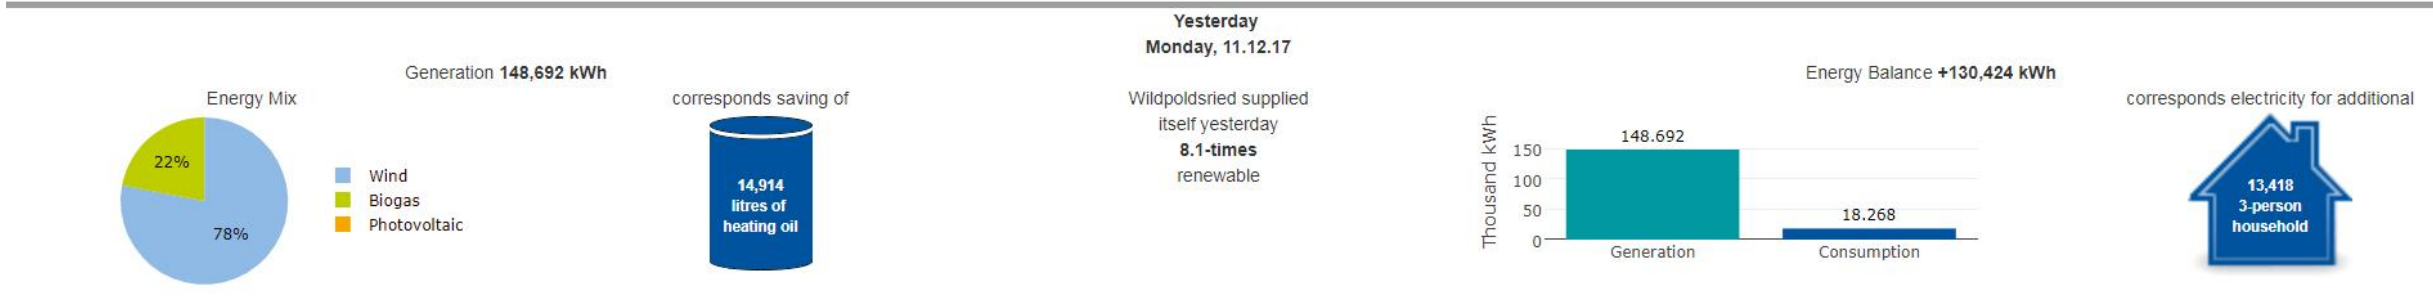 Yesterday
Monday, 11.12.17
Generation 148,692 kWh
Energy Mix
22%
78%
Wind
Biogas
Photovoltaic
corresponds saving of
14,914
litres of
heating oil
Wildpoldsried supplied
itself yesterday
8.1-times
renewable
Energy Balance +130,424 kWh
Thousand kWh
150
100
50
0
148.692
18.268
Generation
Consumption
corresponds electricity for additional
13,418
3-person
household